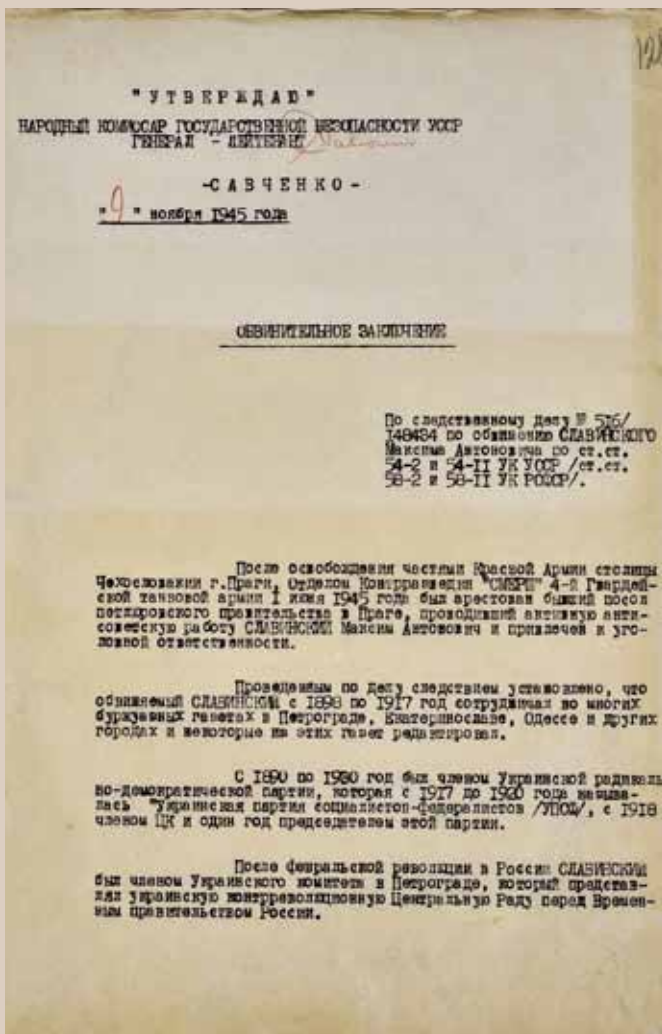 "УТВЕРЖДАЮ"
НАРОДНЫЙ КОМИССАР ГОСУДАРСТВЕННОЙ БЕЗОПАСНОСТИ УССР
ГЕНЕРАЛ - ЛЕЙТЕНАНТ
-САВЧЕНКО-
"9" ноября 1945 года
ОБВИНИТЕЛЬНОЕ ЗАКЛЮЧЕНИЕ
По следственному делу № 516/
148434 по обвинению СЛАВИНСКОГО
Максима Антоновича по ст.ст.
54-2 и 54-II УК УССР /ст.ст.
58-2 и 58-II УК РСФСР/.
После освобождения частями Красной Армии столицы
Чехословакии г.Праги, Отделом Контрразведки "СМЕРШ" 4-й Гвардей-
ской танковой армии I июня 1945 года был арестован бывший посол
петлюровского правительства в Праге, проводивший активную анти-
советскую работу СЛАВИНСКИЙ Максим Антонович и привлечен к уго-
ловной ответственности.
Проведенным по делу следствием установлено, что
обвиняемый СЛАВИНСКИЙ с 1898 по 1917 год сотрудничал во многих
буржуазных газетах в Петрограде, Екатеринославе, Одессе и других
городах и некоторые из этих газет редактировал.
С 1890 по 1920 год был членом Украинской радикаль
но-демократической партии, которая с 1917 до 1920 года называ-
лась "Украинская партия социалистов-федералистов /УПСФ/, с 1918
членом ЦК и один год председателем этой партии.
После февральской революции в России СЛАВИНСКИЙ
был членом Украинского комитета в Петрограде, который представ-
лял украинскую контрреволюционную Центральную Раду перед Времен-
ным правительством России.